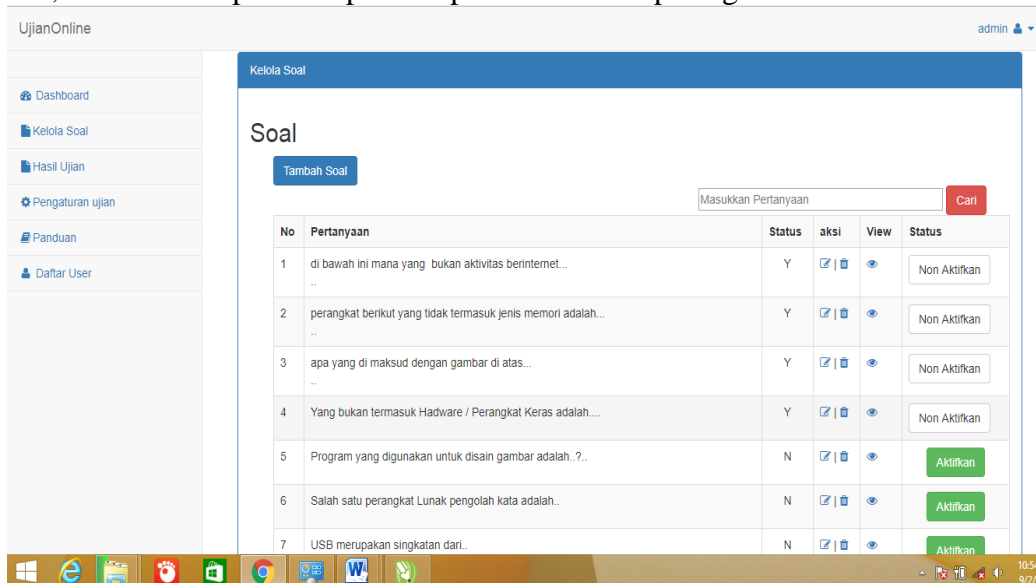 UjianOnline
admin
Kelola Soal
Dashboard
Kelola Soal
Hasil Ujian
Pengaturan ujian
Panduan
Daftar User
Soal
Tambah Soal
Masukkan Pertanyaan Cari
No Pertanyaan Status aksi View Status
1 di bawah ini mana yang bukan aktivitas berinternet... Y | Non Aktifkan
..
2 perangkat berikut yang tidak termasuk jenis memori adalah... Y | Non Aktifkan
..
3 apa yang di maksud dengan gambar di atas... Y | Non Aktifkan
..
4 Yang bukan termasuk Hadware / Perangkat Keras adalah.... Y | Non Aktifkan
5 Program yang digunakan untuk disain gambar adalah..?.. N | Aktifkan
6 Salah satu perangkat Lunak pengolah kata adalah.. N | Aktifkan
7 USB merupakan singkatan dari.. N | Aktifkan